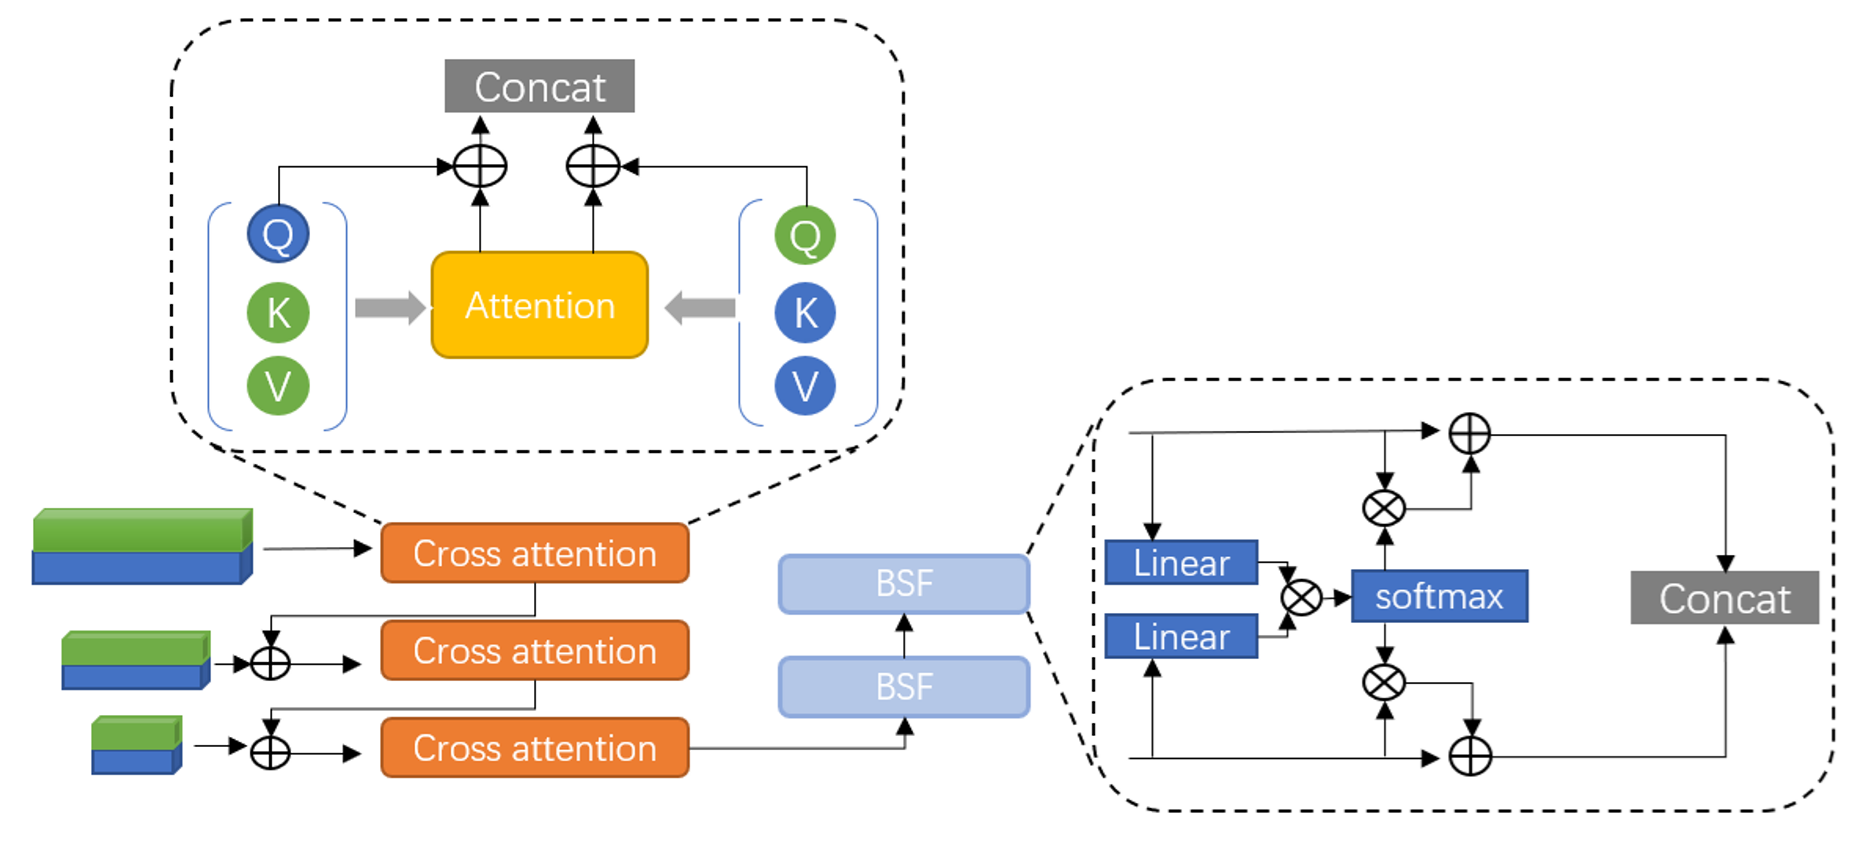 Concat
Q
Q
K
Attention
K
V
V
Cross attention
Cross attention
Cross attention
BSF
BSF
Linear
softmax
Linear
Concat